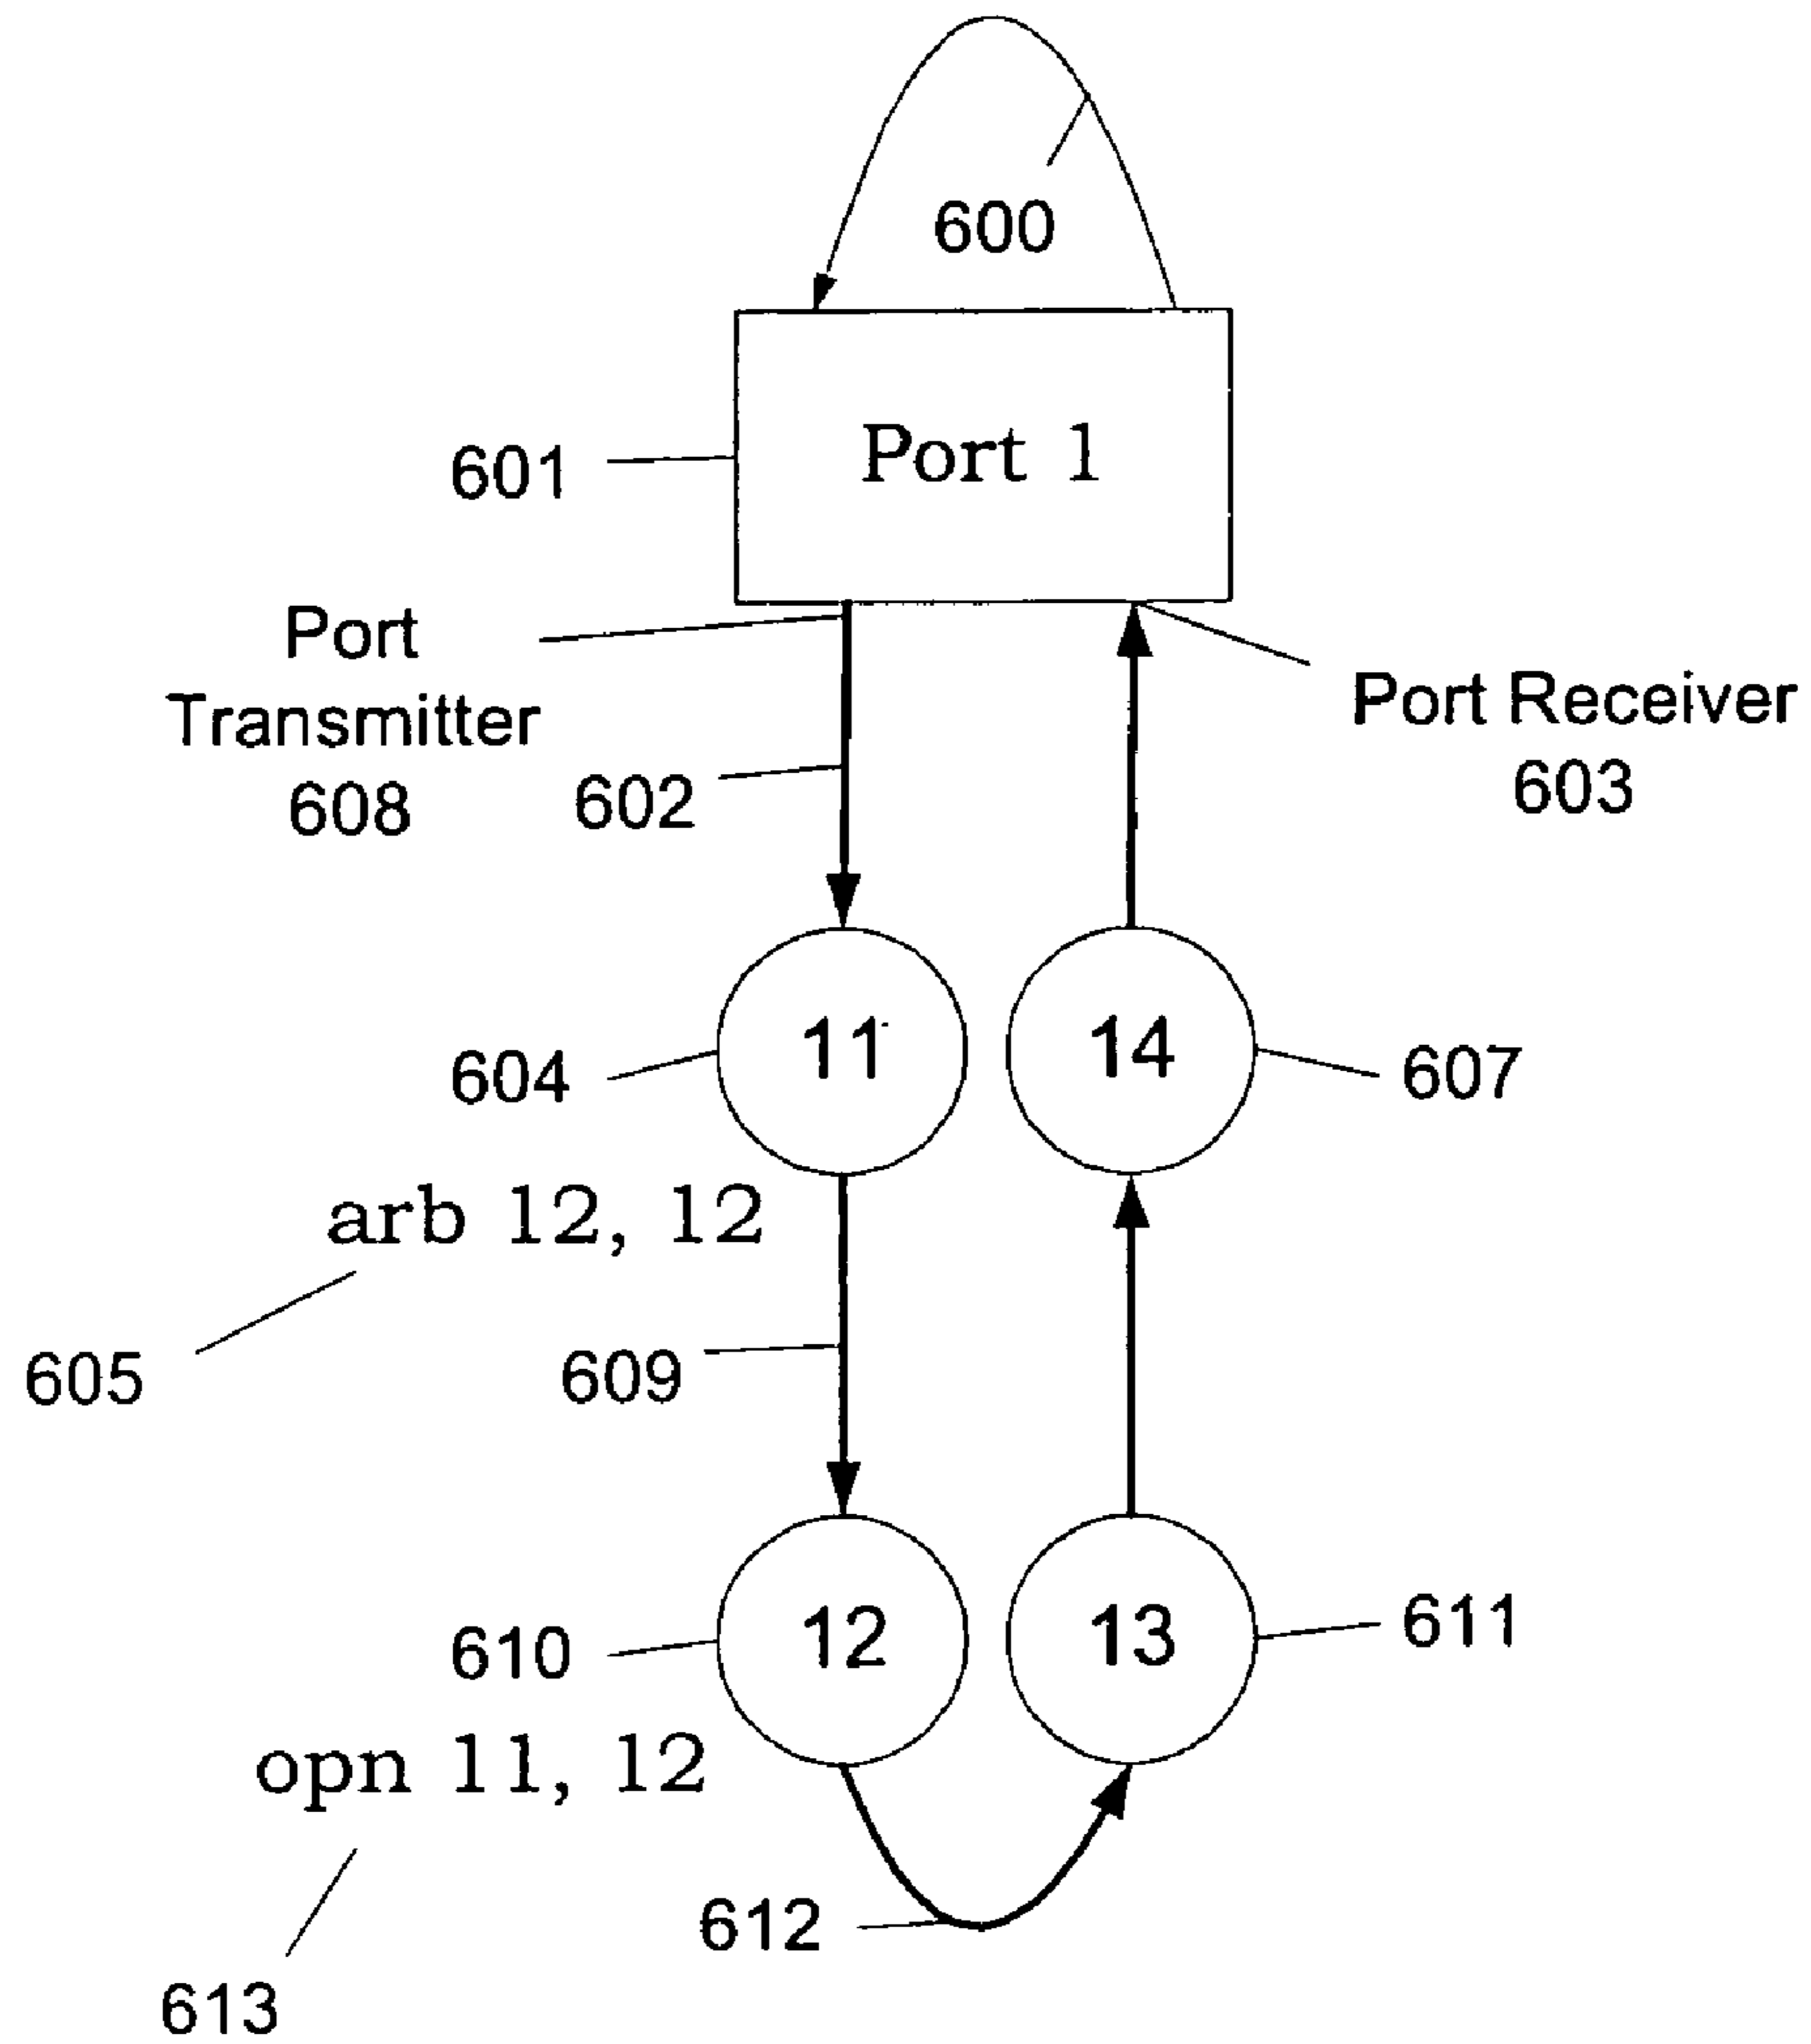 600
601
Port 1
Port
Transmitter
608
602
Port Receiver
603
604
11
14
607
arb 12, 12
605
609
610
12
13
611
opn 11, 12
612
613